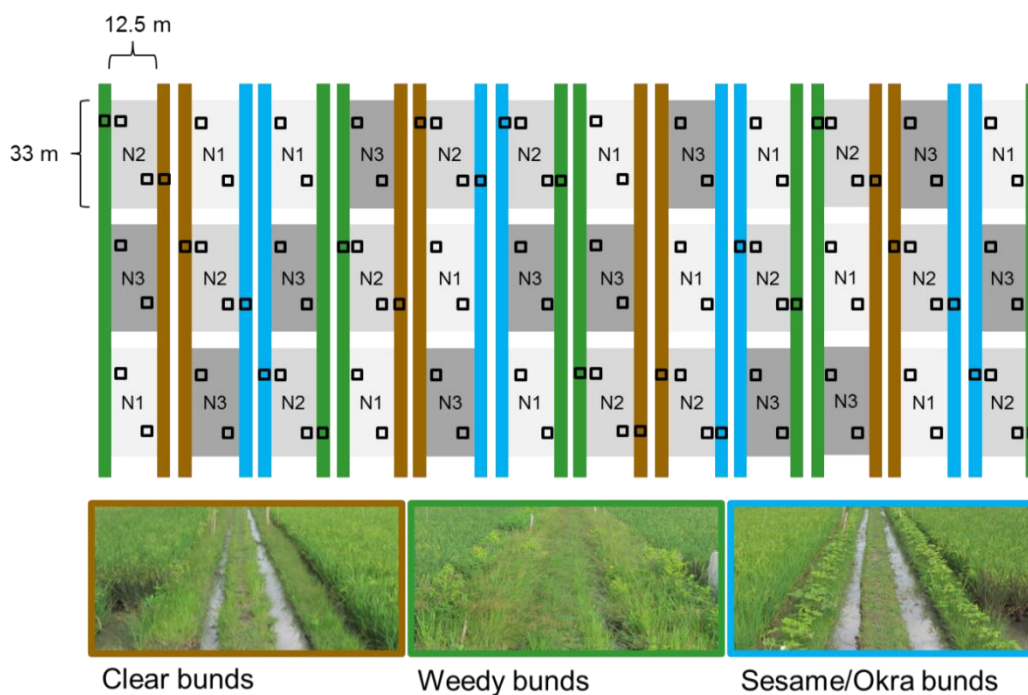 12.5 m
33 m
N2 N1 N1 N3 N2 N2 N1 N3 N1 N2 N3 N1
N3 N2 N3 N2 N1 N3 N3 N1 N2 N1 N2 N3
N1 N3 N2 N1 N3 N1 N2 N2 N3 N3 N1 N2
Clear bunds Weedy bunds Sesame/Okra bunds